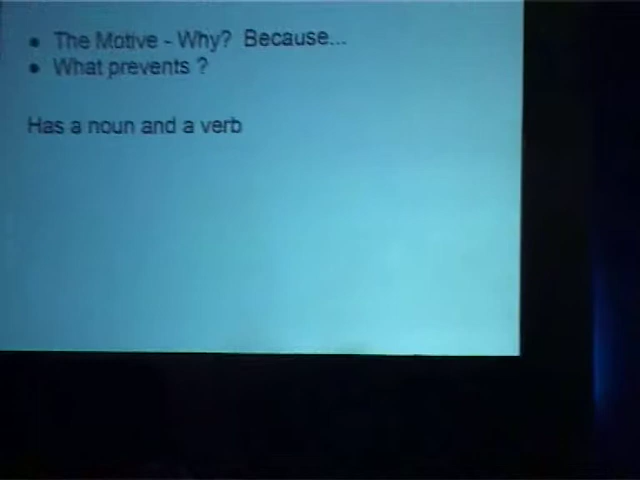 • The Motive - Why? Because...
• What prevents ?
Has a noun and a verb